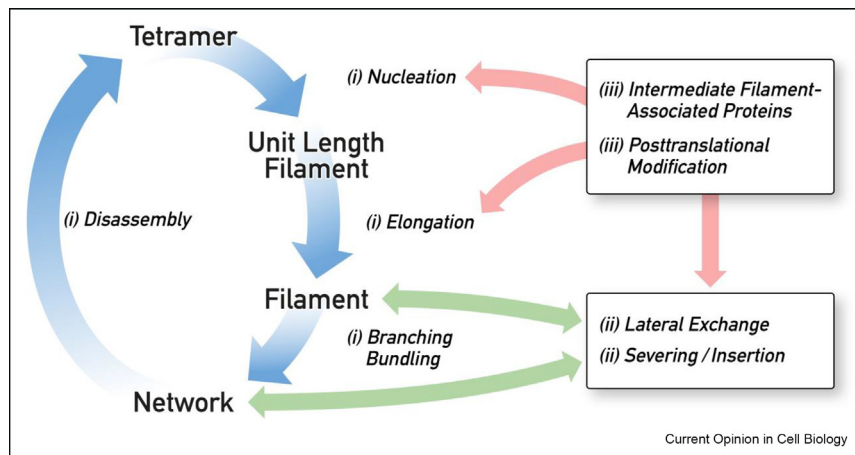 Tetramer
(i) Nucleation
Unit Length
Filament
(i) Disassembly
(i) Elongation
Filament
(i) Branching
Bundling
Network
(iii) Intermediate Filament-
Associated Proteins
(iii) Posttranslational
Modification
(ii) Lateral Exchange
(ii) Severing / Insertion
Current Opinion in Cell Biology